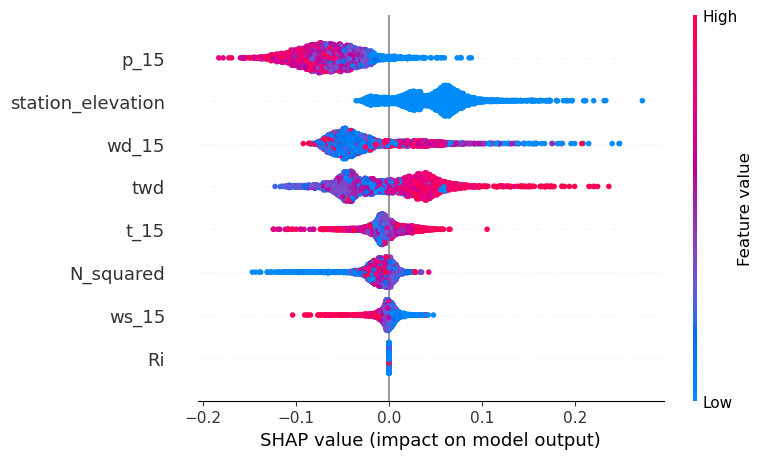 High
p_15
station_elevation
wd_15
twd
t_15
N_squared
ws_15
Ri
Feature value
Low
−0.2 −0.1 0.0 0.1 0.2
SHAP value (impact on model output)